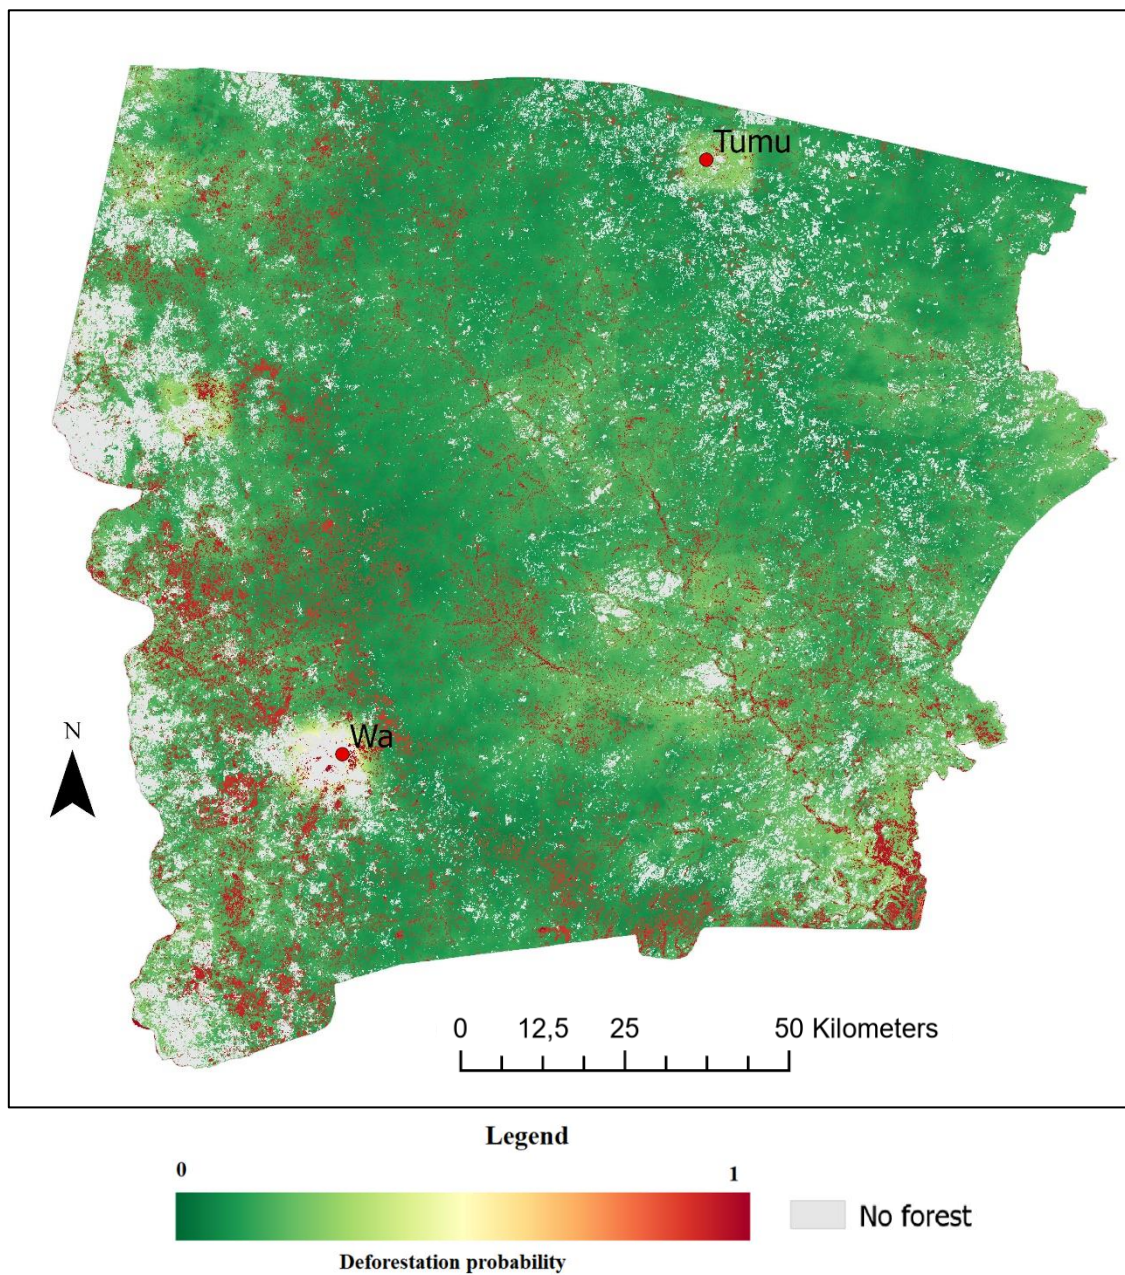 Tumu
N
Wa
0 12,5 25 50 Kilometers
Legend
0 1
No forest
Deforestation probability